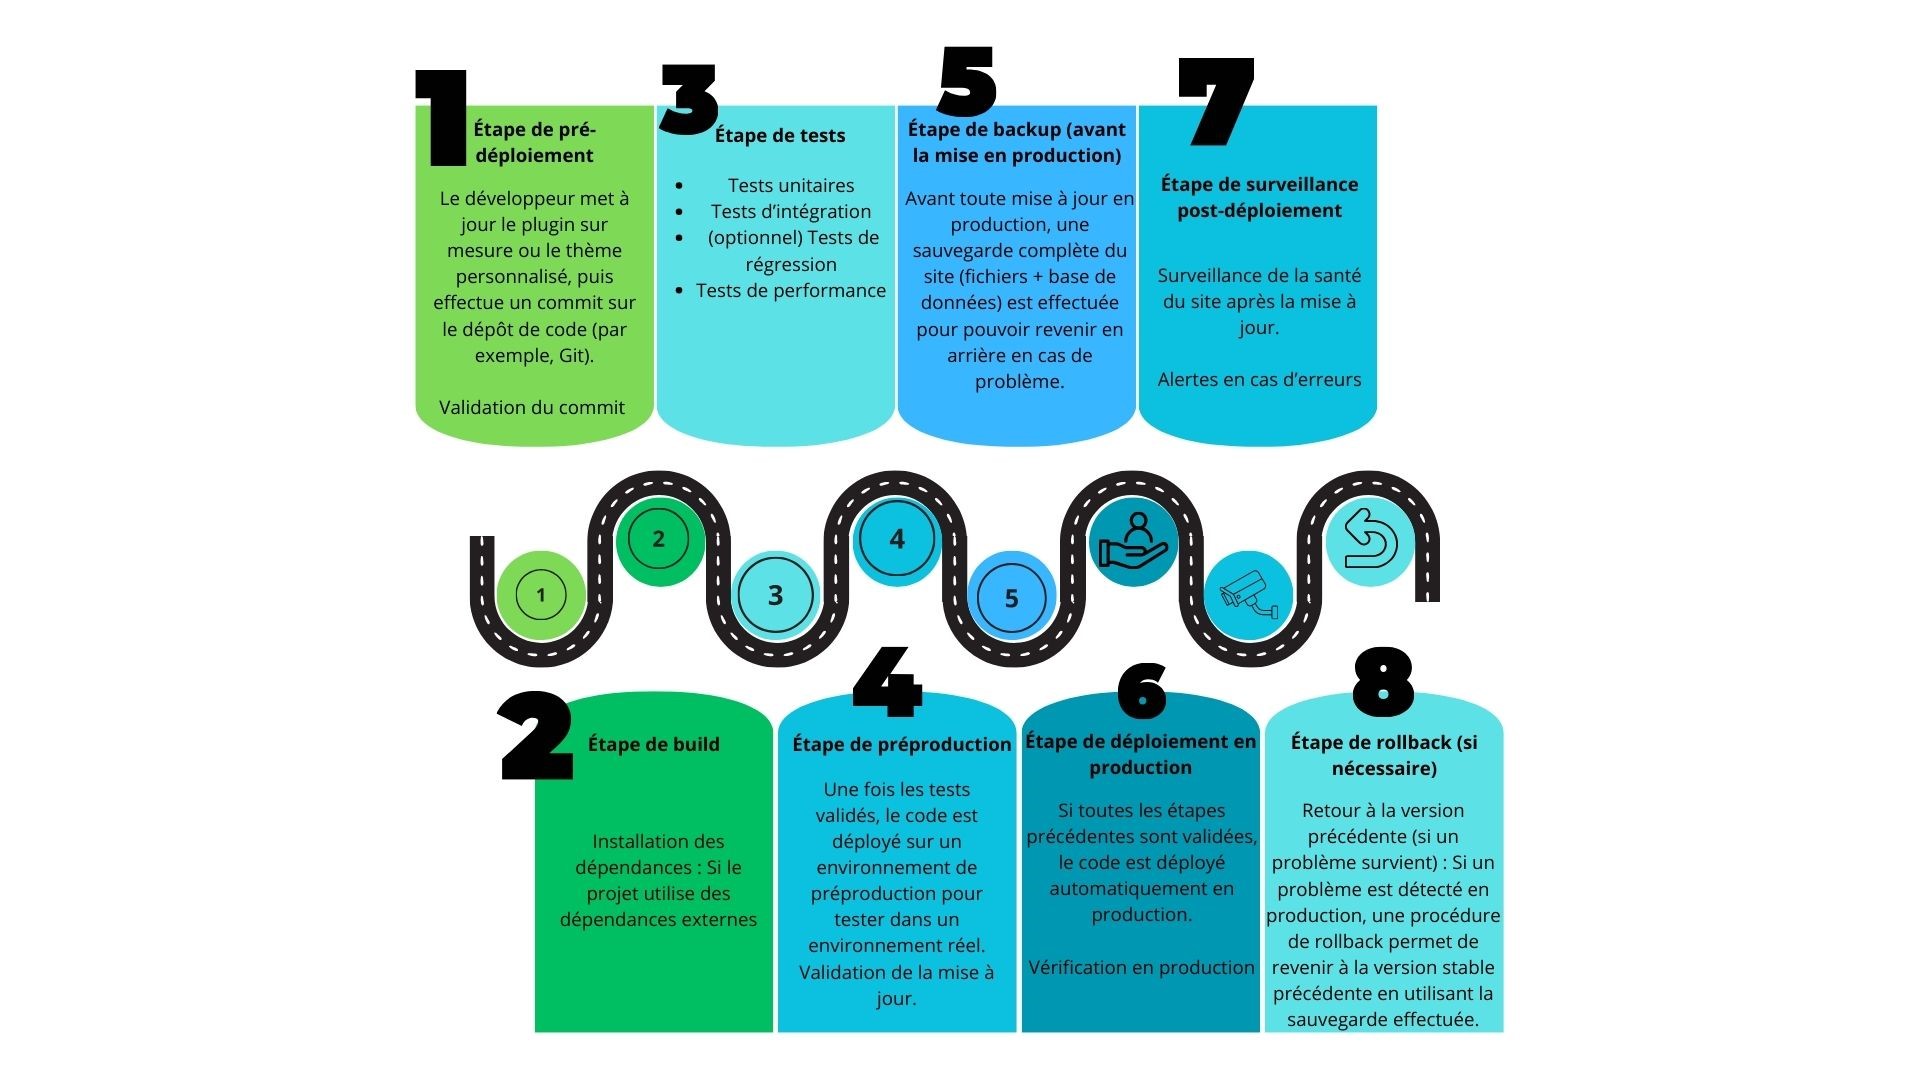 1
Étape de pré-
déploiement
Le développeur met à
jour le plugin sur
mesure ou le thème
personnalisé, puis
effectue un commit sur
le dépôt de code (par
exemple, Git).
Validation du commit
3
Étape de tests
• Tests unitaires
• Tests d’intégration
• (optionnel) Tests de
régression
• Tests de performance
5
Étape de backup (avant
la mise en production)
Avant toute mise à jour en
production, une
sauvegarde complète du
site (fichiers + base de
données) est effectuée
pour pouvoir revenir en
arrière en cas de
problème.
7
Étape de surveillance
post-déploiement
Surveillance de la santé
du site après la mise à
jour.
Alertes en cas d’erreurs
1
2
3
4
5
2
Étape de build
Installation des
dépendances : Si le
projet utilise des
dépendances externes
4
Étape de préproduction
Une fois les tests
validés, le code est
déployé sur un
environnement de
préproduction pour
tester dans un
environnement réel.
Validation de la mise à
jour.
6
Étape de déploiement en
production
Si toutes les étapes
précédentes sont validées,
le code est déployé
automatiquement en
production.
Vérification en production
8
Étape de rollback (si
nécessaire)
Retour à la version
précédente (si un
problème survient) : Si un
problème est détecté en
production, une procédure
de rollback permet de
revenir à la version stable
précédente en utilisant la
sauvegarde effectuée.